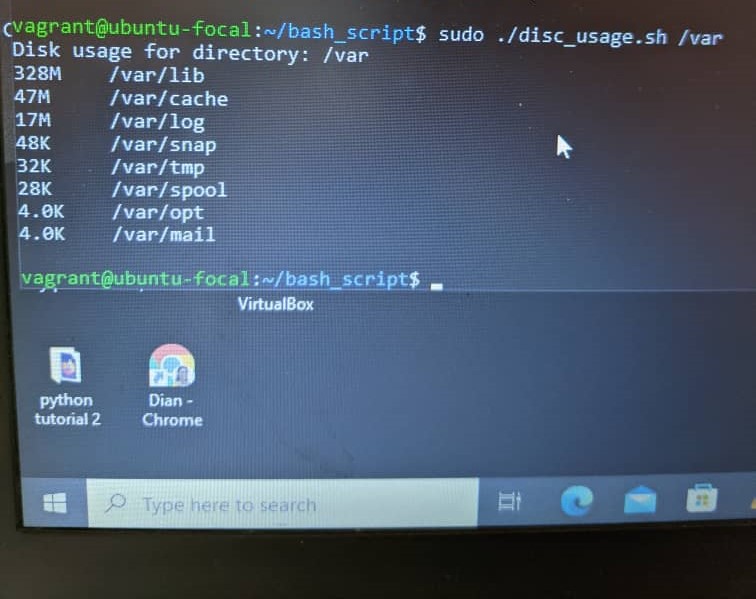 vagrant@ubuntu-focal:~/bash_script$ sudo ./disc_usage.sh /var
Disk usage for directory: /var
328M /var/lib
47M /var/cache
17M /var/log
48K /var/snap
32K /var/tmp
28K /var/spool
4.0K /var/opt
4.0K /var/mail
vagrant@ubuntu-focal:~/bash_script$
VirtualBox
python
tutorial 2
Dian -
Chrome
Type here to search